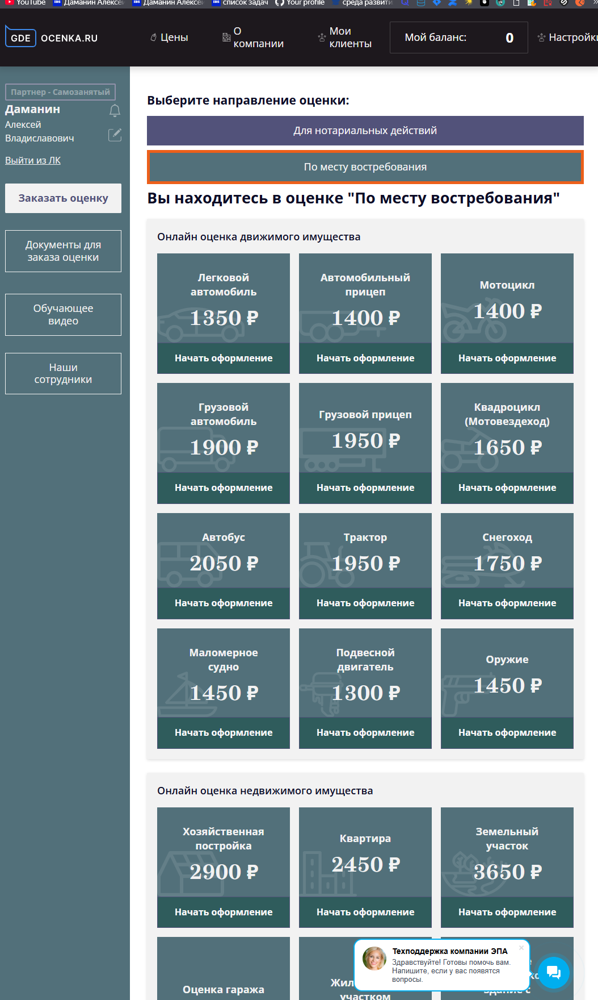 YouTube
Даманин Алексе
Даманин Алексе
список задач
Your profile
среда развити
GDE OCENKA.RU
Цены
О компании
Мои клиенты
Мой баланс: 0
Настройки
Партнер - Самозанятый
Даманин
Алексей
Владиславович
Выйти из ЛК
Заказать оценку
Документы для
заказа оценки
Обучающее
видео
Наши
сотрудники
Выберите направление оценки:
Для нотариальных действий
По месту востребования
Вы находитесь в оценке "По месту востребования"
Онлайн оценка движимого имущества
Легковой
автомобиль
1350 ₽
Начать оформление
Автомобильный
прицеп
1400 ₽
Начать оформление
Мотоцикл
1400 ₽
Начать оформление
Грузовой
автомобиль
1900 ₽
Начать оформление
Грузовой прицеп
1950 ₽
Начать оформление
Квадроцикл
(Мотовездеход)
1650 ₽
Начать оформление
Автобус
2050 ₽
Начать оформление
Трактор
1950 ₽
Начать оформление
Снегоход
1750 ₽
Начать оформление
Маломерное
судно
1450 ₽
Начать оформление
Подвесной
двигатель
1300 ₽
Начать оформление
Оружие
1450 ₽
Начать оформление
Онлайн оценка недвижимого имущества
Хозяйственная
постройка
2900 ₽
Начать оформление
Квартира
2450 ₽
Начать оформление
Земельный
участок
3650 ₽
Начать оформление
Оценка гаража
участком
здание с
Техподдержка компании ЭПА
Здравствуйте! Готовы помочь вам.
Напишите, если у вас появятся
вопросы.